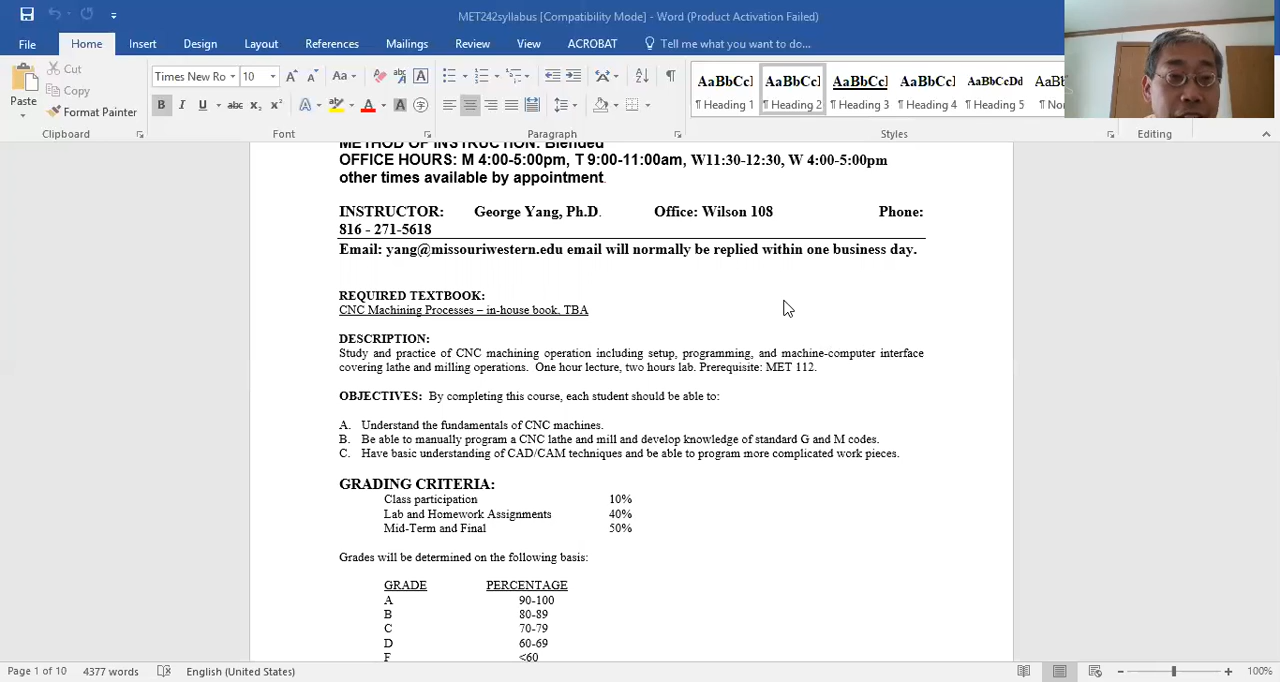 MET242syllabus [Compatibility Mode] - Word (Product Activation Failed)
File Home Insert Design Layout References Mailings Review View ACROBAT Tell me what you want to do...
Paste
Cut
Copy
Format Painter
Clipboard
Times New Ro 10
Font
Paragraph
AaBbCc AaBbCc AaBbCc AaBbCcI AaBbCcDd AaBb
¶ Heading 1 ¶ Heading 2 ¶ Heading 3 ¶ Heading 4 ¶ Heading 5
Styles
Editing
METHOD OF INSTRUCTION: Blended
OFFICE HOURS: M 4:00-5:00pm, T 9:00-11:00am, W11:30-12:30, W 4:00-5:00pm
other times available by appointment.
INSTRUCTOR: George Yang, Ph.D. Office: Wilson 108 Phone:
816 - 271-5618
Email: yang@missouriwestern.edu email will normally be replied within one business day.
REQUIRED TEXTBOOK:
CNC Machining Processes – in-house book, TBA
DESCRIPTION:
Study and practice of CNC machining operation including setup, programming, and machine-computer interface
covering lathe and milling operations. One hour lecture, two hours lab. Prerequisite: MET 112.
OBJECTIVES: By completing this course, each student should be able to:
A. Understand the fundamentals of CNC machines.
B. Be able to manually program a CNC lathe and mill and develop knowledge of standard G and M codes.
C. Have basic understanding of CAD/CAM techniques and be able to program more complicated work pieces.
GRADING CRITERIA:
Class participation 10%
Lab and Homework Assignments 40%
Mid-Term and Final 50%
Grades will be determined on the following basis:
GRADE PERCENTAGE
A 90-100
B 80-89
C 70-79
D 60-69
F <60
Page 1 of 10 4377 words English (United States) 100%